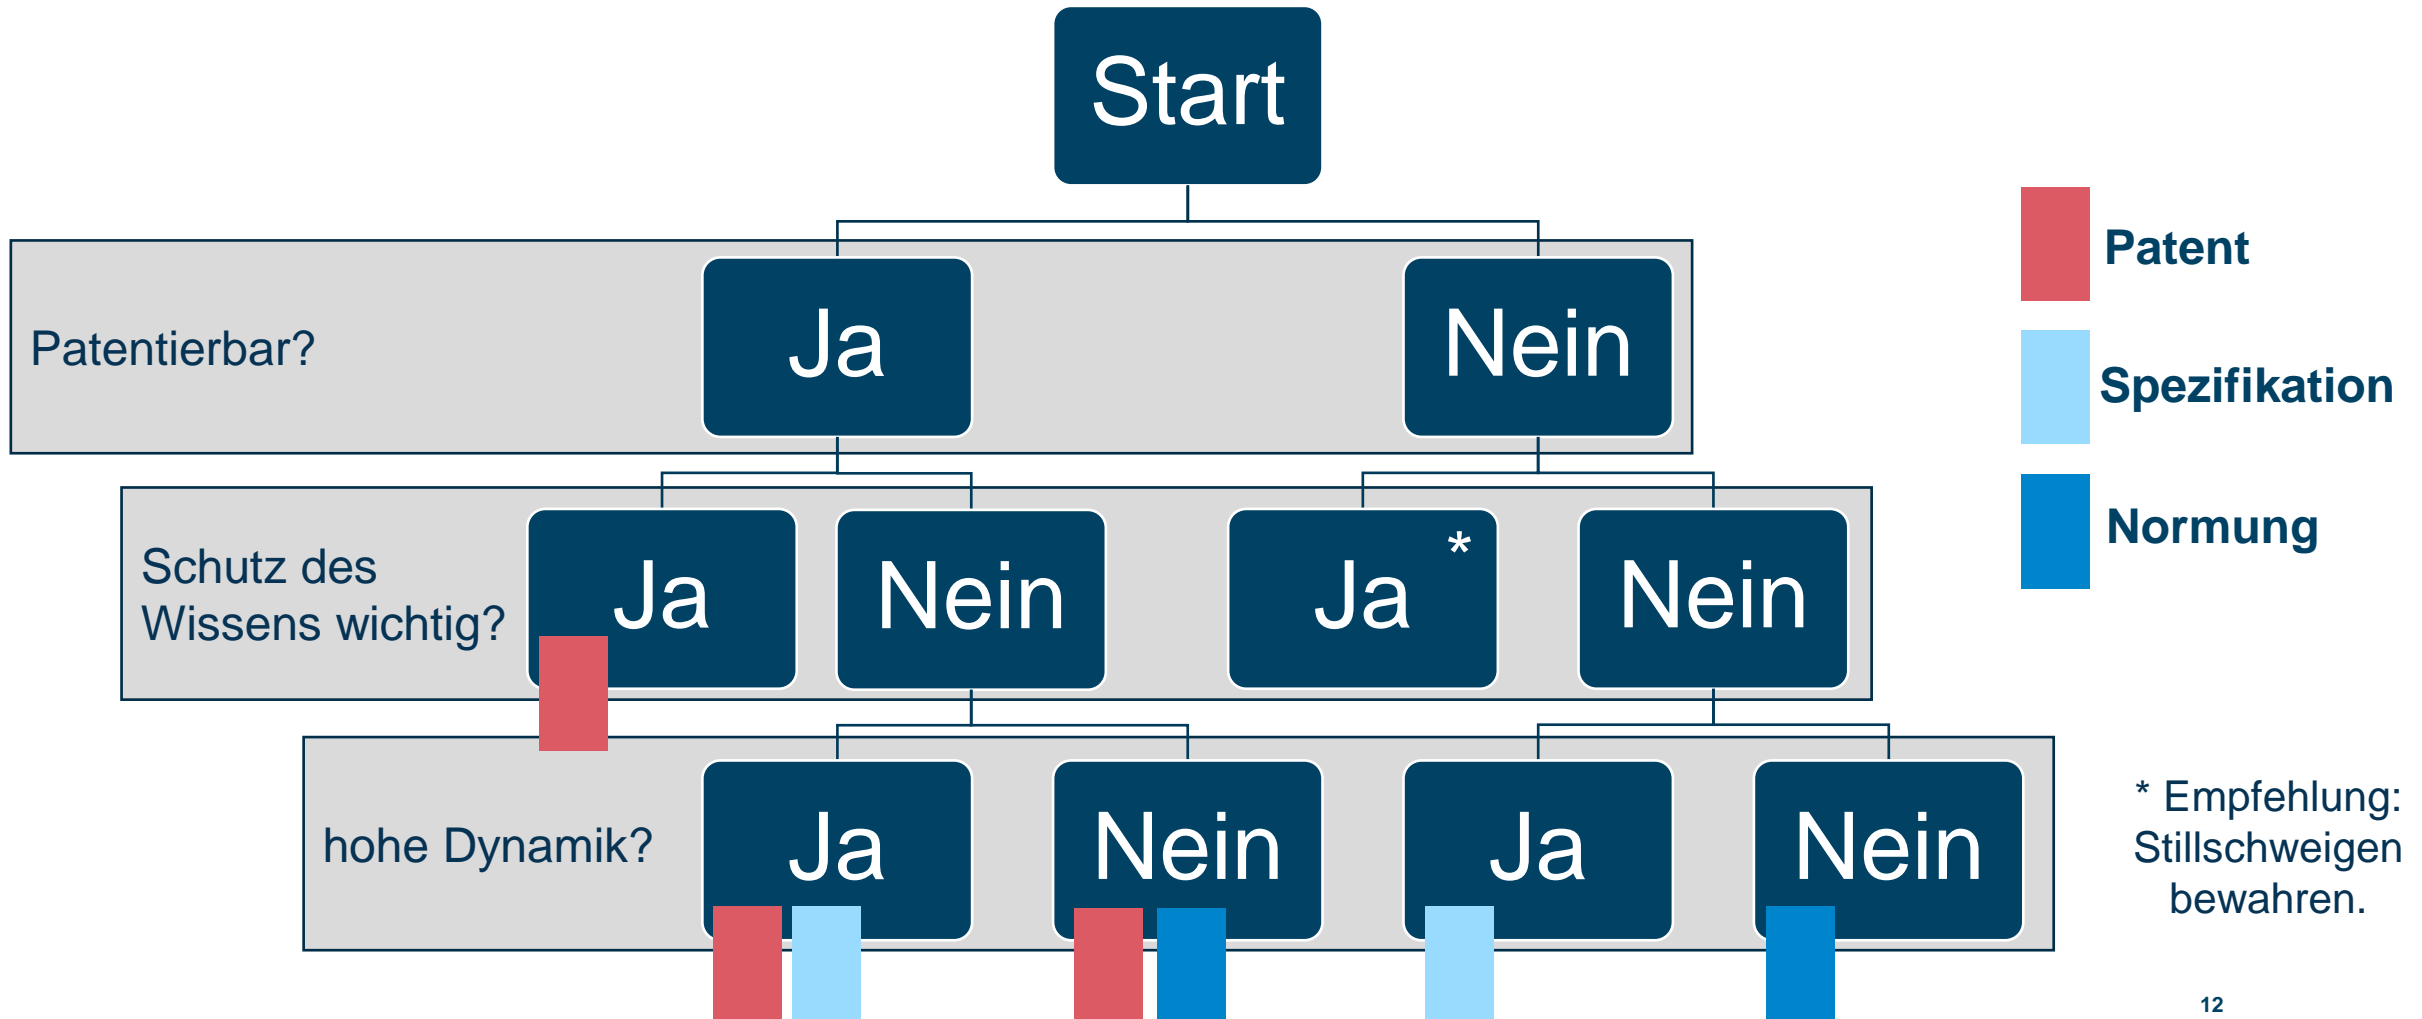 Start
Patentierbar?
Ja
Nein
Schutz des
Wissens wichtig?
Ja
Nein
Ja *
Nein
hohe Dynamik?
Ja
Nein
Ja
Nein
Patent
Spezifikation
Normung
* Empfehlung:
Stillschweigen
bewahren.
12